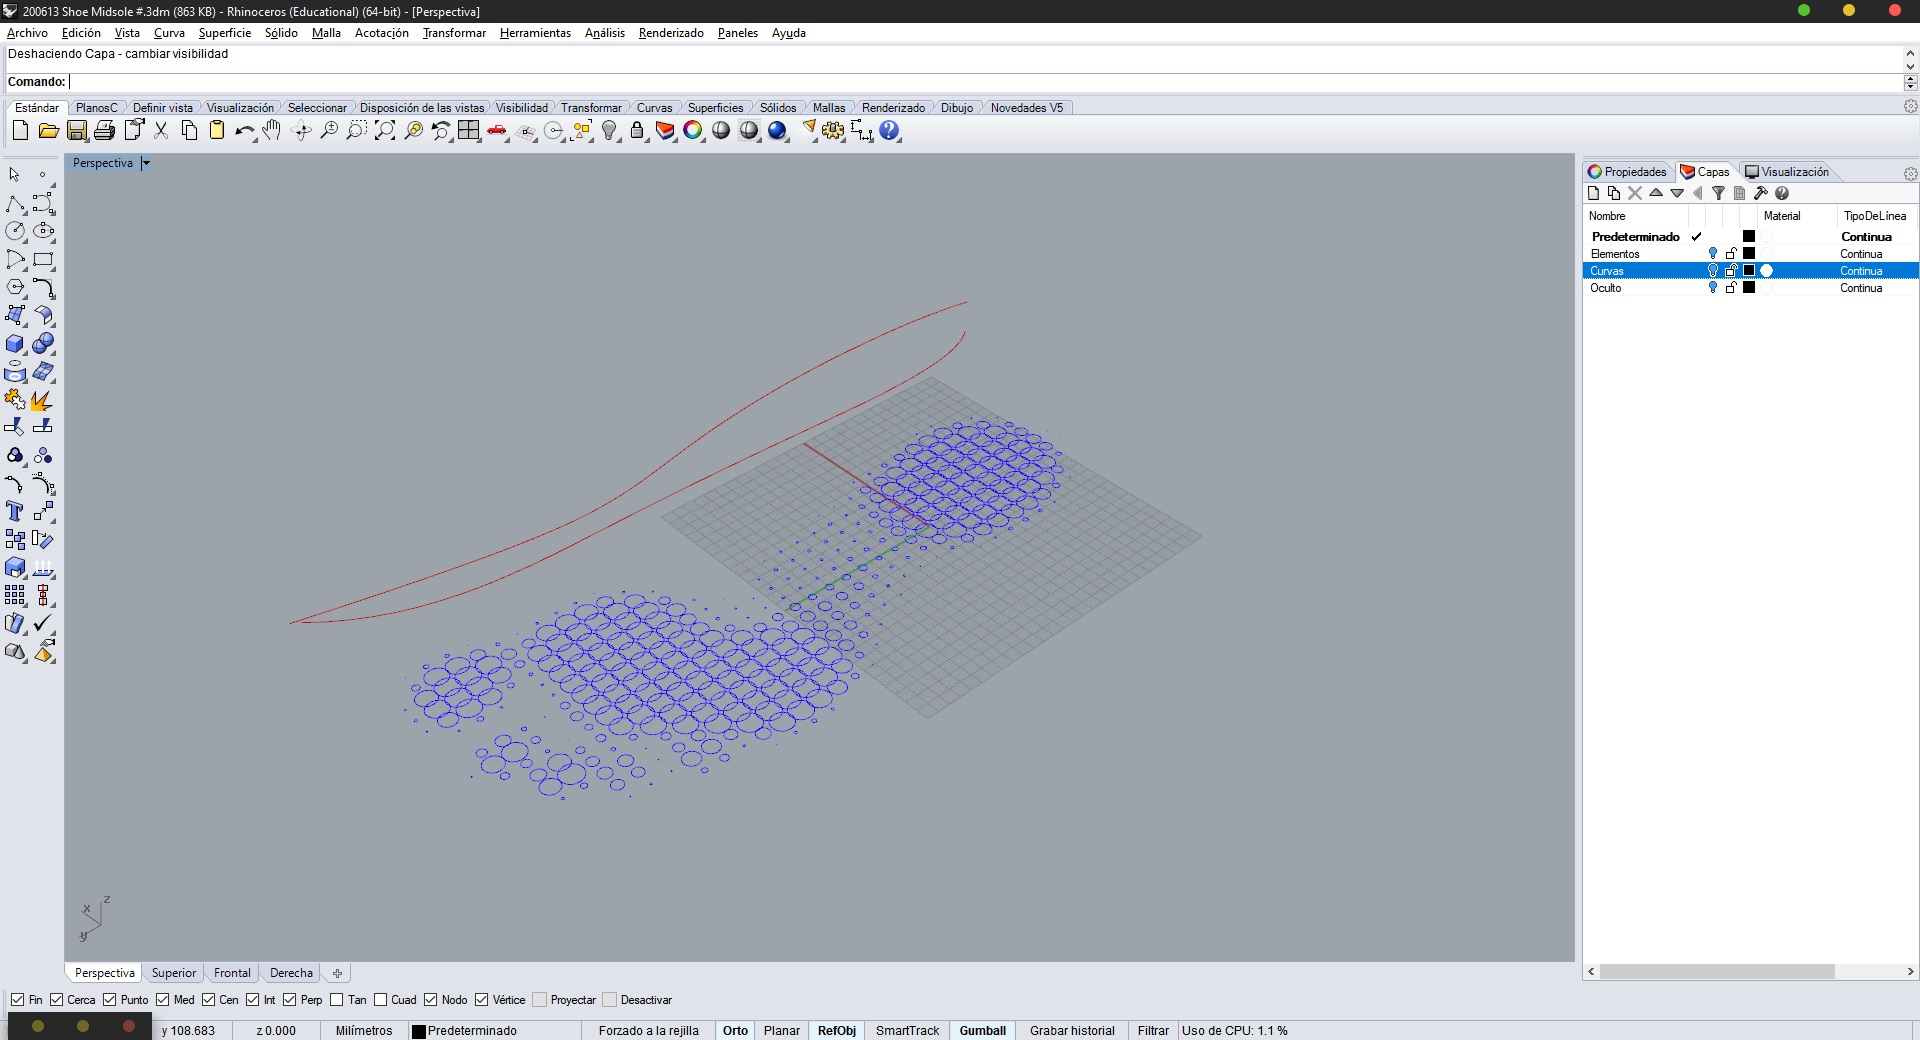 200613 Shoe Midsole #.3dm (863 KB) - Rhinoceros (Educational) (64-bit) - [Perspectiva]
Archivo Edición Vista Curva Superficie Sólido Malla Acotación Transformar Herramientas Análisis Renderizado Paneles Ayuda
Deshaciendo Capa - cambiar visibilidad
Comando:
Estándar PlanosC Definir vista Visualización Seleccionar Disposición de las vistas Visibilidad Transformar Curvas Superficies Sólidos Mallas Renderizado Dibujo Novedades V5
Perspectiva
Propiedades Capas Visualización
Nombre Material TipoDeLínea
Predeterminado Continua
Elementos Continua
Curvas Continua
Oculto Continua
z
x
y
Perspectiva Superior Frontal Derecha
Fin Cerca Punto Med Cen Int Perp Tan Cuad Nodo Vértice Proyectar Desactivar
y 108.683 z 0.000 Milímetros Predeterminado Forzado a la rejilla Orto Planar RefObj SmartTrack Gumball Grabar historial Filtrar Uso de CPU: 1.1 %